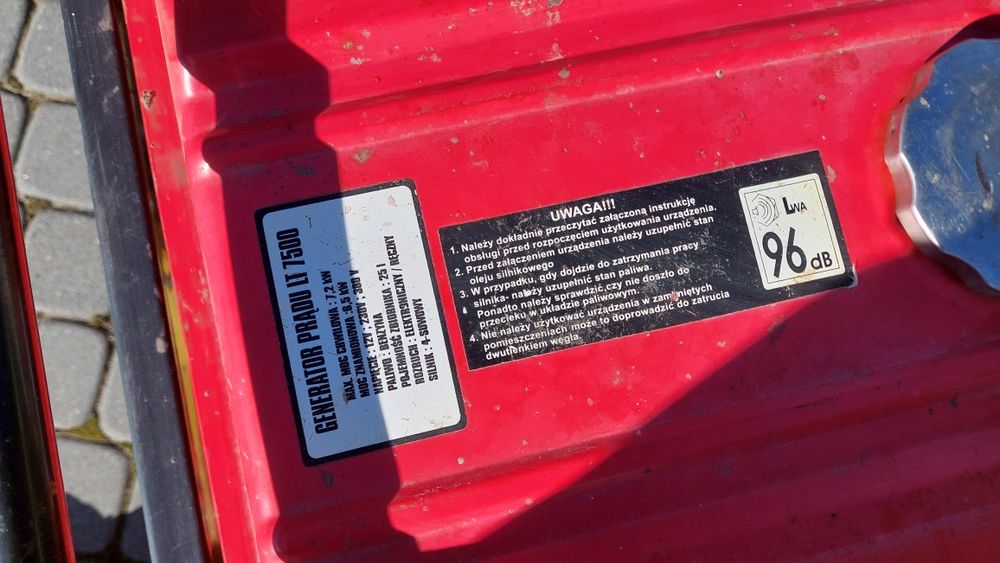 GENERATOR PRĄDU LT 7500
MAX. MOC CHWILOWA : 7,2 kW
MOC ZNAMIONOWA :6,5 kW
NAPIĘCIE : 12V ; 230V ; 380 V
PALIWO : BENZYNA
POJEMNOŚĆ ZBIORNIKA : 25 l
ROZRUCH : ELEKTRONICZNY / RĘCZNY
SILNIK : 4-SUWOWY
UWAGA!!!
1. Należy dokładnie przeczytać załączoną instrukcję
obsługi przed rozpoczęciem użytkowania urządzenia.
2. Przed załączeniem urządzenia należy uzupełnić stan
oleju silnikowego
3. W przypadku, gdy dojdzie do zatrzymania pracy
silnika- należy uzupełnić stan paliwa.
Ponadto należy sprawdzić,czy nie doszło do
przecieku w układzie paliwowym.
4. Nie należy użytkować urządzenia w zamkniętych
pomieszczeniach może to doprowadzić do zatrucia
dwutlenkiem węgla.
LWA
96 dB